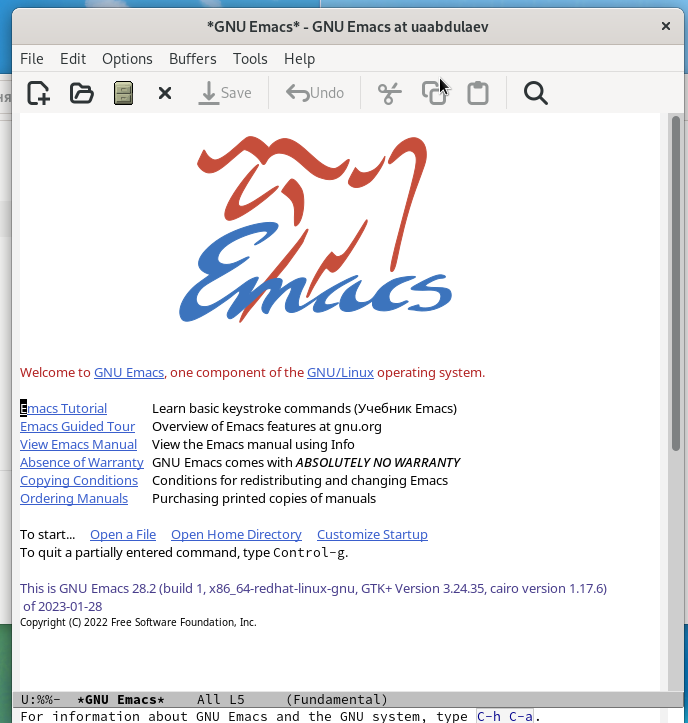 *GNU Emacs* - GNU Emacs at uaabdulaev
File Edit Options Buffers Tools Help
Save Undo
Emacs
Welcome to GNU Emacs, one component of the GNU/Linux operating system.
Emacs Tutorial Learn basic keystroke commands (Учебник Emacs)
Emacs Guided Tour Overview of Emacs features at gnu.org
View Emacs Manual View the Emacs manual using Info
Absence of Warranty GNU Emacs comes with ABSOLUTELY NO WARRANTY
Copying Conditions Conditions for redistributing and changing Emacs
Ordering Manuals Purchasing printed copies of manuals
To start... Open a File Open Home Directory Customize Startup
To quit a partially entered command, type Control-g.
This is GNU Emacs 28.2 (build 1, x86_64-redhat-linux-gnu, GTK+ Version 3.24.35, cairo version 1.17.6)
of 2023-01-28
Copyright (C) 2022 Free Software Foundation, Inc.
U:%%- *GNU Emacs* All L5 (Fundamental)
For information about GNU Emacs and the GNU system, type C-h C-a.